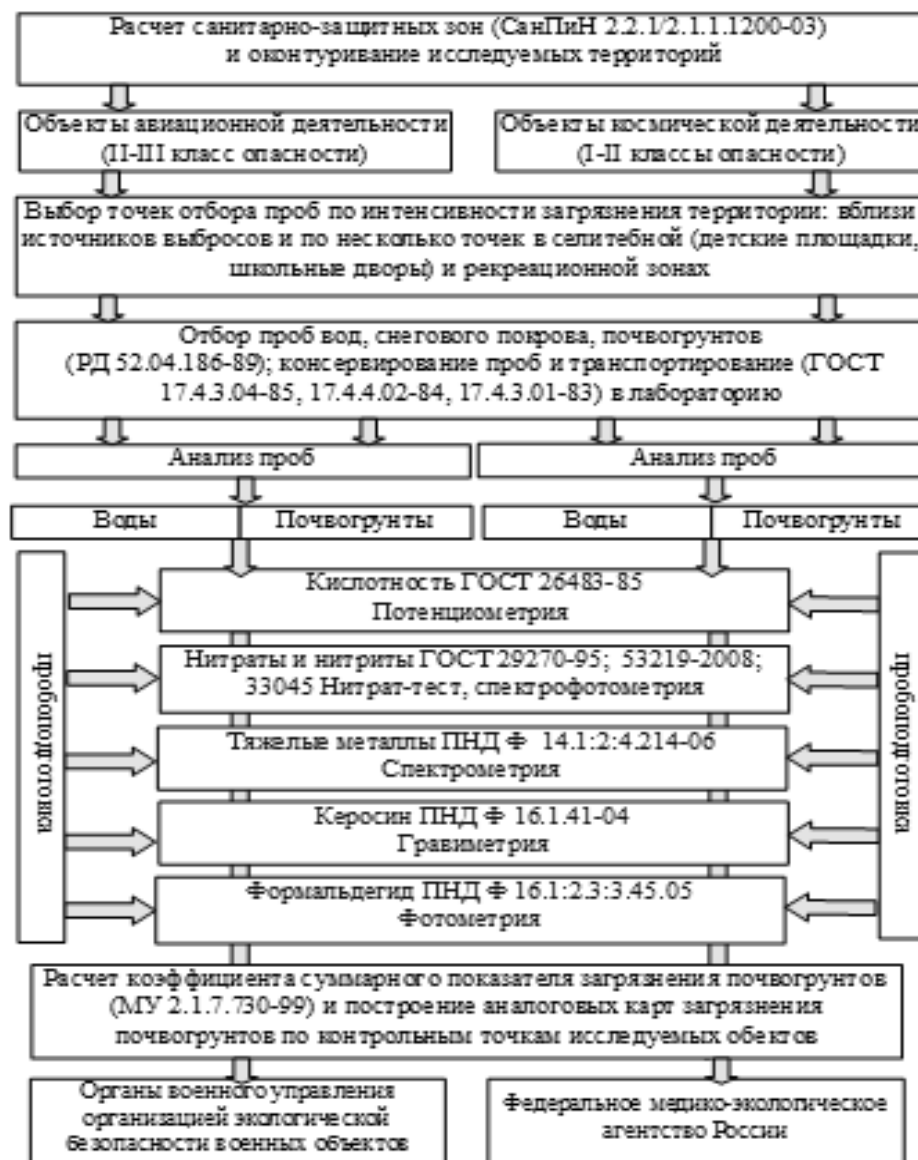 Расчет санитарно-защитных зон (СанПиН 2.2.1/2.1.1.1200-03)
и оконтуривание исследуемых территорий
Объекты авиационной деятельности
(II-III класс опасности)
Объекты космической деятельности
(I-II классы опасности)
Выбор точек отбора проб по интенсивности загрязнения территории: вблизи
источников выбросов и по несколько точек в селитебной (детские площадки,
школьные дворы) и рекреационной зонах
Отбор проб вод, снегового покрова, почвогрунтов
(РД 52.04.186-89); консервирование проб и транспортирование (ГОСТ
17.4.3.04-85, 17.4.4.02-84, 17.4.3.01-83) в лабораторию
Анализ проб
Анализ проб
Воды
Почвогрунты
Воды
Почвогрунты
пробоподготовка
Кислотность ГОСТ 26483-85
Потенциометрия
Нитраты и нитриты ГОСТ 29270-95; 53219-2008;
33045 Нитрат-тест, спектрофотометрия
Тяжелые металлы ПНД Ф 14.1:2:4.214-06
Спектрометрия
Керосин ПНД Ф 16.1.41-04
Гравиметрия
Формальдегид ПНД Ф 16.1:2.3:3.45.05
Фотометрия
пробоподготовка
Расчет коэффициента суммарного показателя загрязнения почвогрунтов
(МУ 2.1.7.730-99) и построение аналоговых карт загрязнения
почвогрунтов по контрольным точкам исследуемых обектов
Органы военного управления
организацией экологической
безопасности военных объектов
Федеральное медико-экологическое
агентство России